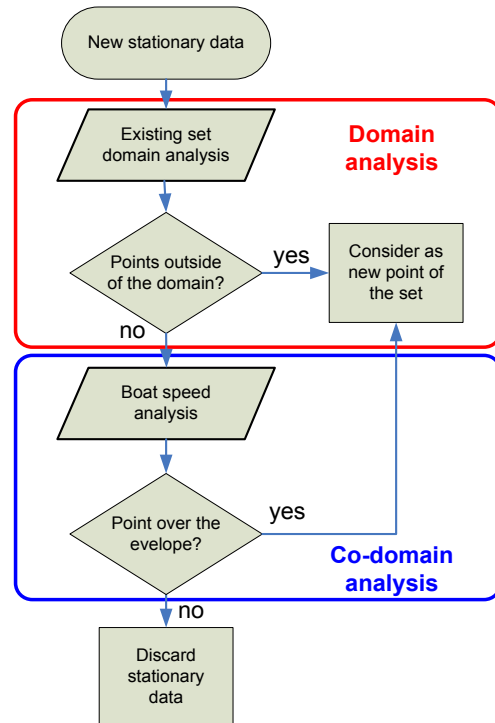 New stationary data
Existing set
domain analysis
Domain
analysis
Points outside
of the domain?
yes
Consider as
new point of
the set
no
Boat speed
analysis
Point over the
evelope?
yes
Co-domain
analysis
no
Discard
stationary
data